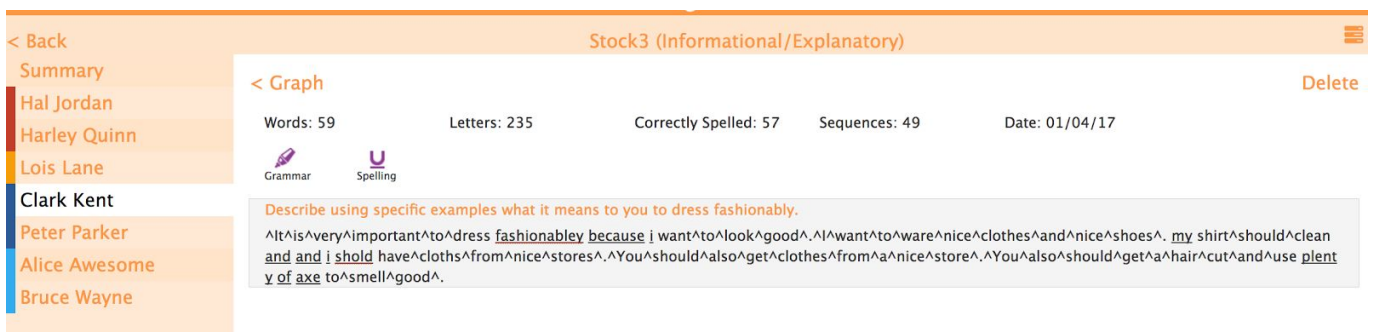 < Back
Stock3 (Informational/Explanatory)
Summary
Hal Jordan
Harley Quinn
Lois Lane
Clark Kent
Peter Parker
Alice Awesome
Bruce Wayne
< Graph
Delete
Words: 59 Letters: 235 Correctly Spelled: 57 Sequences: 49 Date: 01/04/17
Grammar Spelling
Describe using specific examples what it means to you to dress fashionably.
^It^is^very^important^to^dress fashionabley because i want^to^look^good^.^I^want^to^ware^nice^clothes^and^nice^shoes^. my shirt^should^clean
and and i shold have^cloths^from^nice^stores^.^You^should^also^get^clothes^from^a^nice^store^.^You^also^should^get^a^hair^cut^and^use plent
y of axe to^smell^good^.